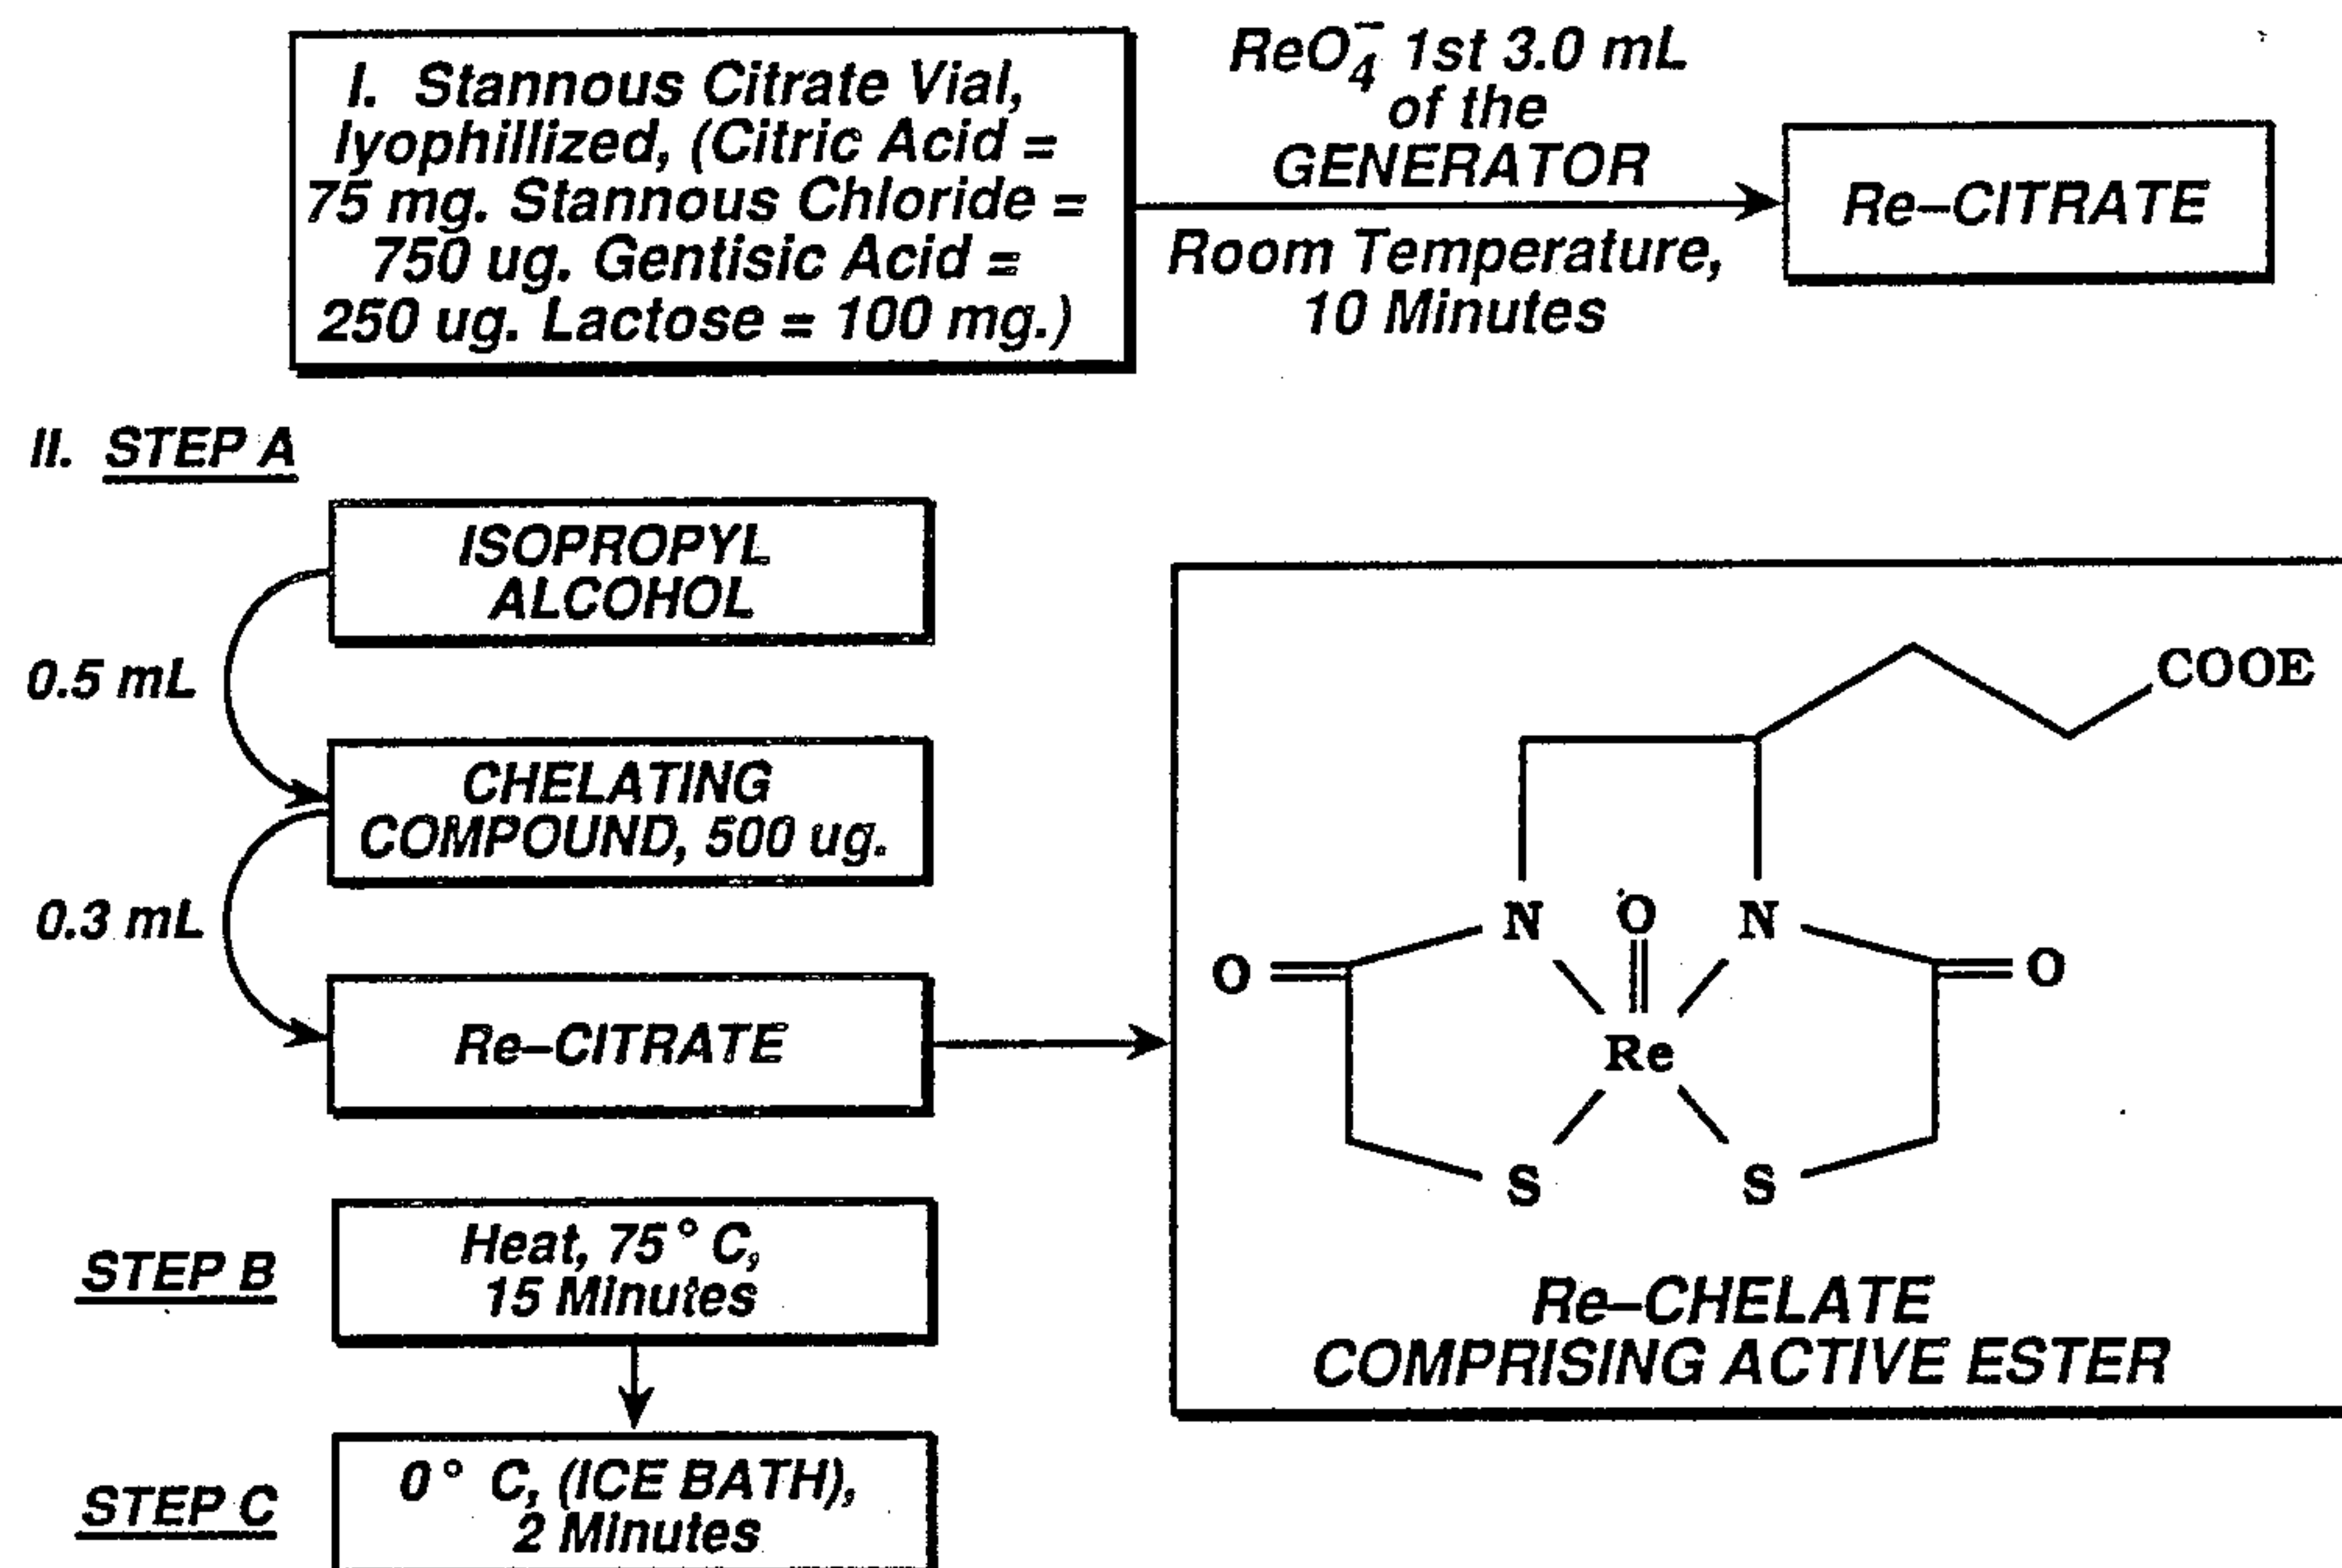 I. Stannous Citrate Vial,
lyophillized, (Citric Acid =
75 mg. Stannous Chloride =
750 ug. Gentisic Acid =
250 ug. Lactose = 100 mg.)
ReO4− 1st 3.0 mL
of the
GENERATOR
Room Temperature,
10 Minutes
Re–CITRATE
II. STEP A
ISOPROPYL
ALCOHOL
0.5 mL
CHELATING
COMPOUND, 500 ug.
0.3 mL
Re–CITRATE
STEP B
Heat, 75° C,
15 Minutes
STEP C
0° C, (ICE BATH),
2 Minutes
COOE
N O N
O O
Re
S S
Re–CHELATE
COMPRISING ACTIVE ESTER